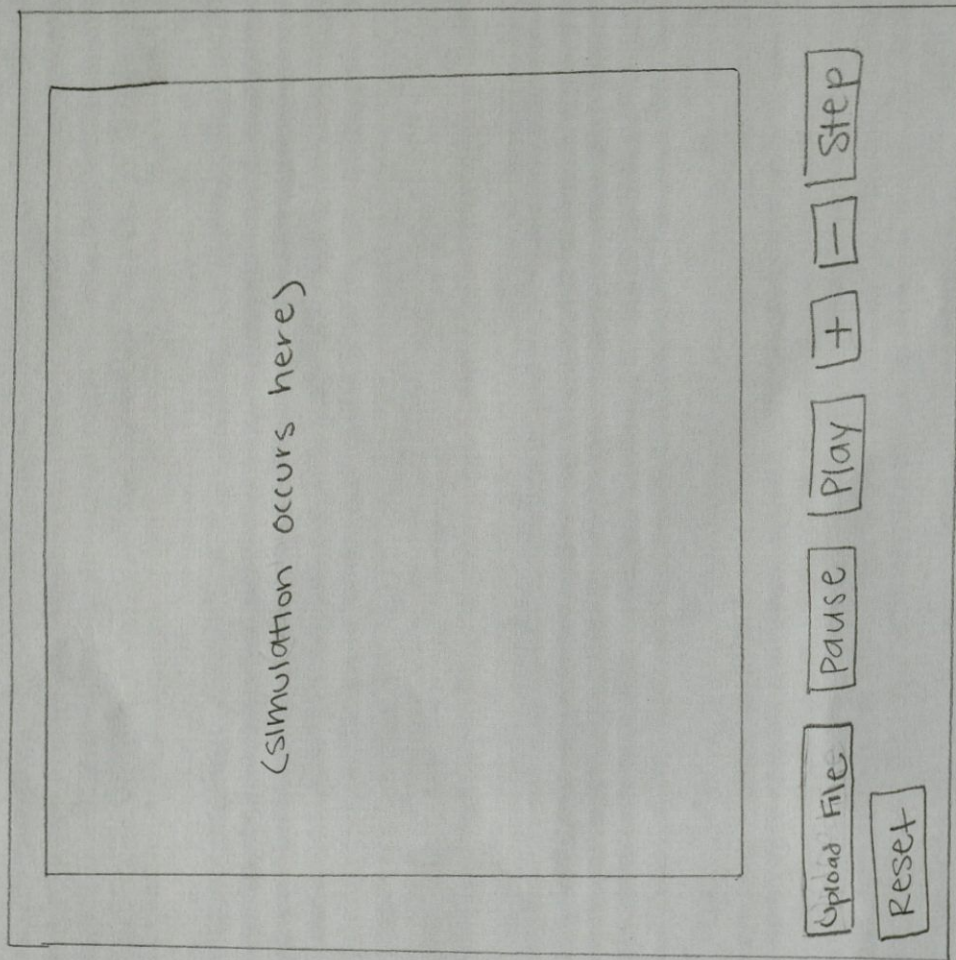 (simulation occurs here)
Upload File Pause Play + - Step
Reset